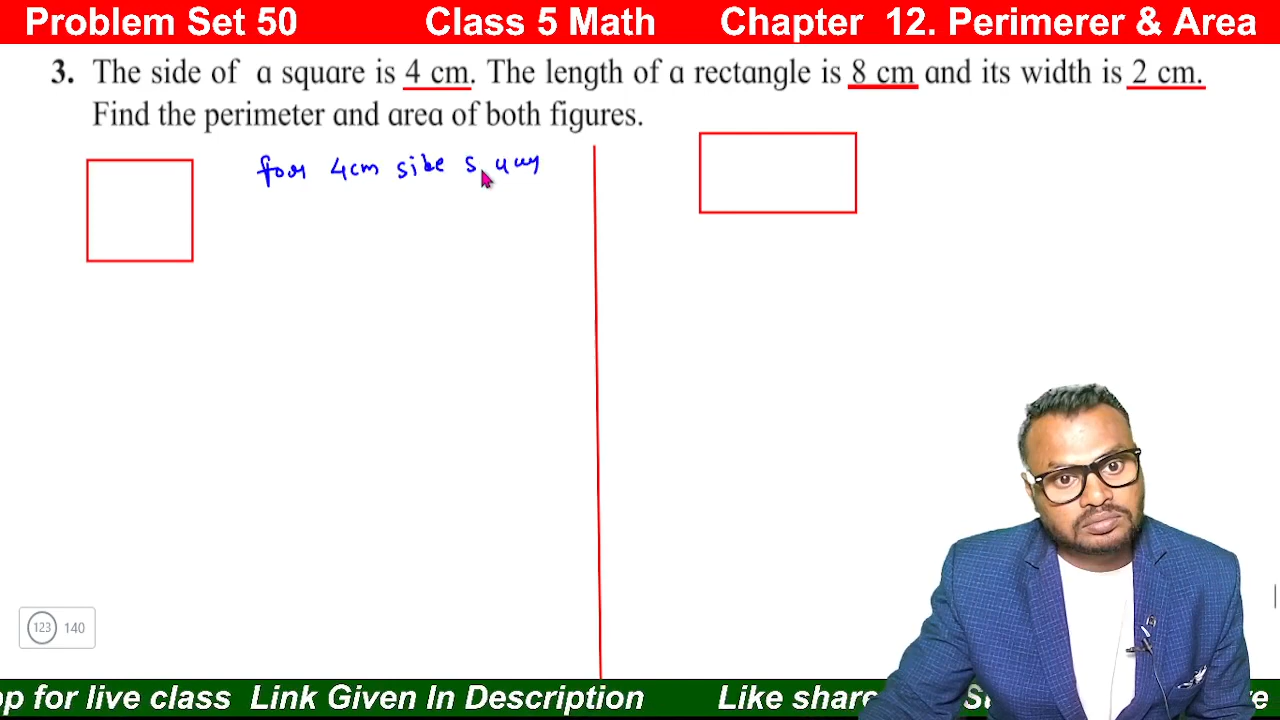 Problem Set 50 Class 5 Math Chapter 12. Perimerer & Area
3. The side of a square is 4 cm. The length of a rectangle is 8 cm and its width is 2 cm.
Find the perimeter and area of both figures.
for 4cm side
123 140
pp for live class Link Given In Description Like share